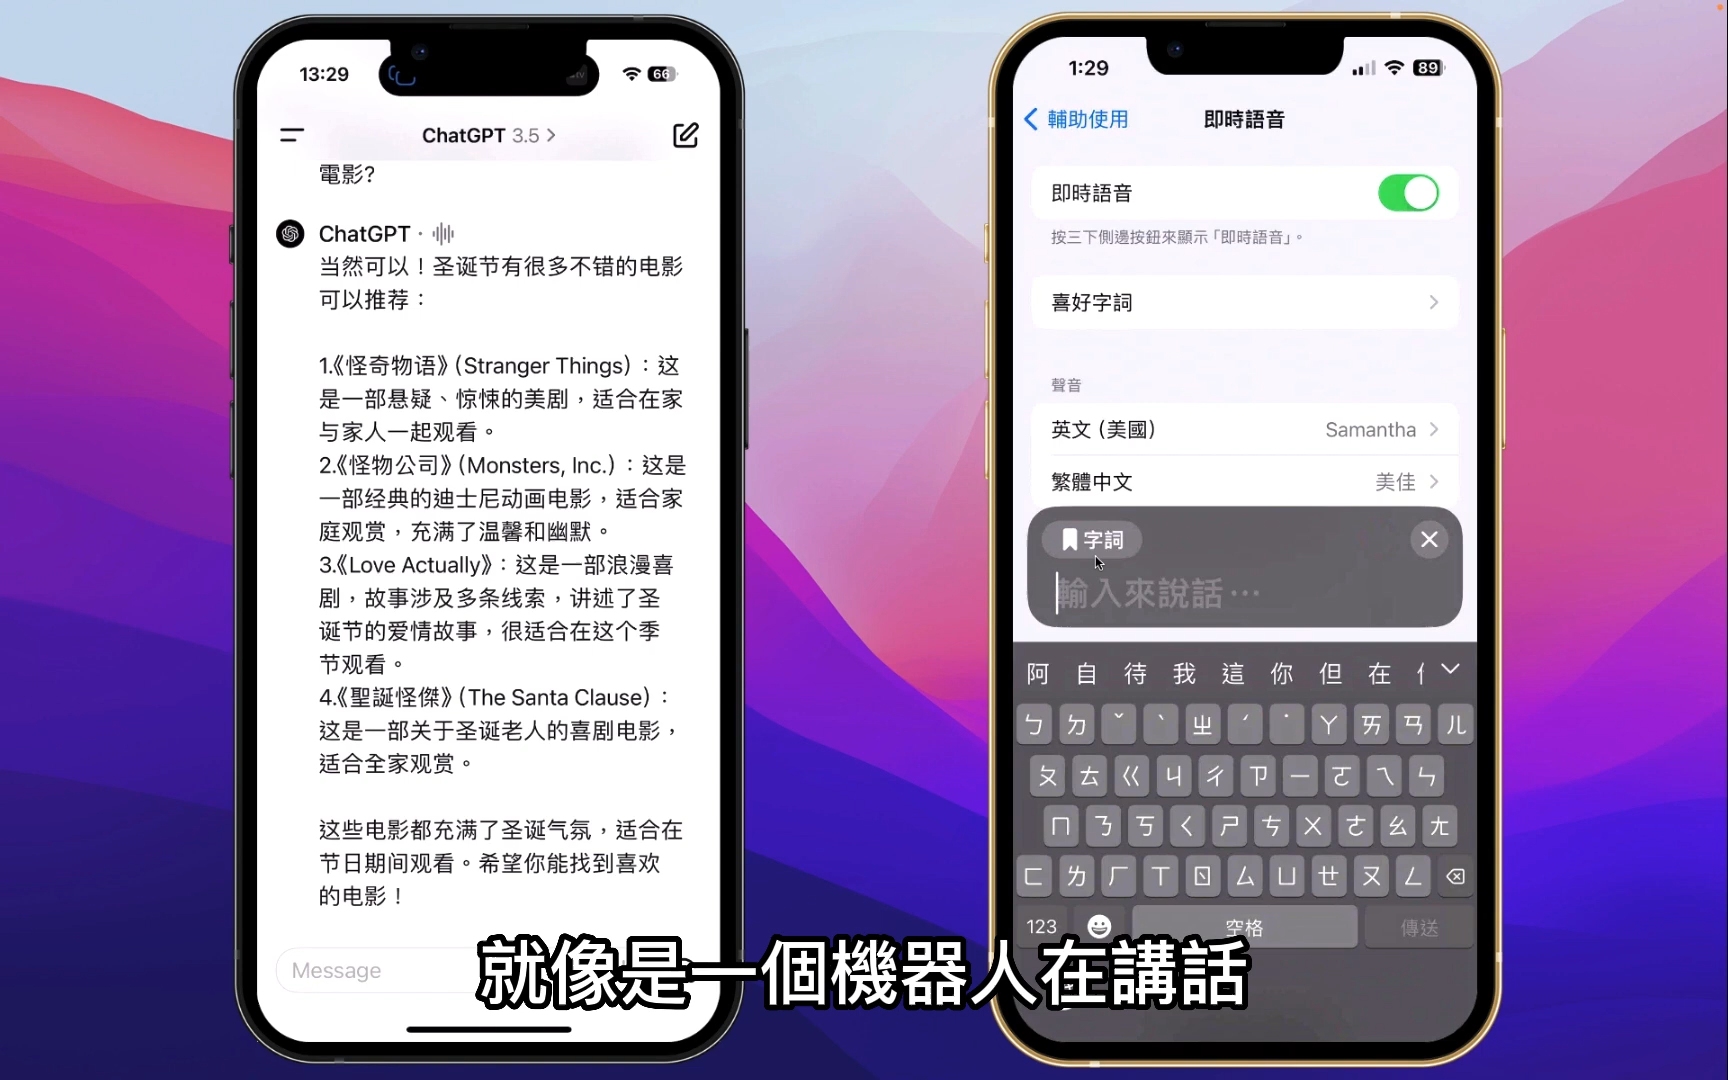 13:29
66
ChatGPT 3.5 >
電影?
ChatGPT
当然可以！圣诞节有很多不错的电影
可以推荐：
1.《怪奇物语》(Stranger Things)：这
是一部悬疑、惊悚的美剧，适合在家
与家人一起观看。
2.《怪物公司》(Monsters, Inc.)：这是
一部经典的迪士尼动画电影，适合家
庭观赏，充满了温馨和幽默。
3.《Love Actually》：这是一部浪漫喜
剧，故事涉及多条线索，讲述了圣
诞节的爱情故事，很适合在这个季
节观看。
4.《聖誕怪傑》(The Santa Clause)：
这是一部关于圣诞老人的喜剧电影，
适合全家观赏。
这些电影都充满了圣诞气氛，适合在
节日期间观看。希望你能找到喜欢
的电影！
Message
1:29
89
輔助使用
即時語音
即時語音
按三下側邊按鈕來顯示「即時語音」。
喜好字詞
聲音
英文 (美國)
Samantha
繁體中文
美佳
字詞
輸入來說話…
阿 自 待 我 這 你 但 在
ㄅ ㄉ ˇ ˋ ㄓ ˊ ˙ ㄚ ㄞ ㄢ ㄦ
ㄆ ㄊ ㄍ ㄐ ㄔ ㄗ ㄧ ㄛ ㄟ ㄣ
ㄇ ㄋ ㄎ ㄑ ㄕ ㄘ ㄨ ㄜ ㄠ ㄤ
ㄈ ㄌ ㄏ ㄒ ㄖ ㄙ ㄩ ㄝ ㄡ ㄥ
123
空格
傳送
就像是一個機器人在講話